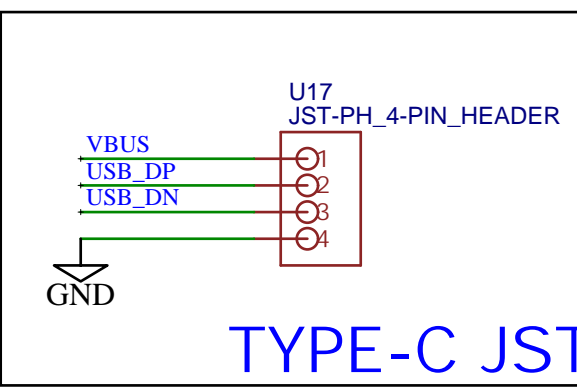 U17
JST-PH_4-PIN_HEADER
VBUS
1
USB_DP
2
USB_DN
3
4
GND
TYPE-C JST